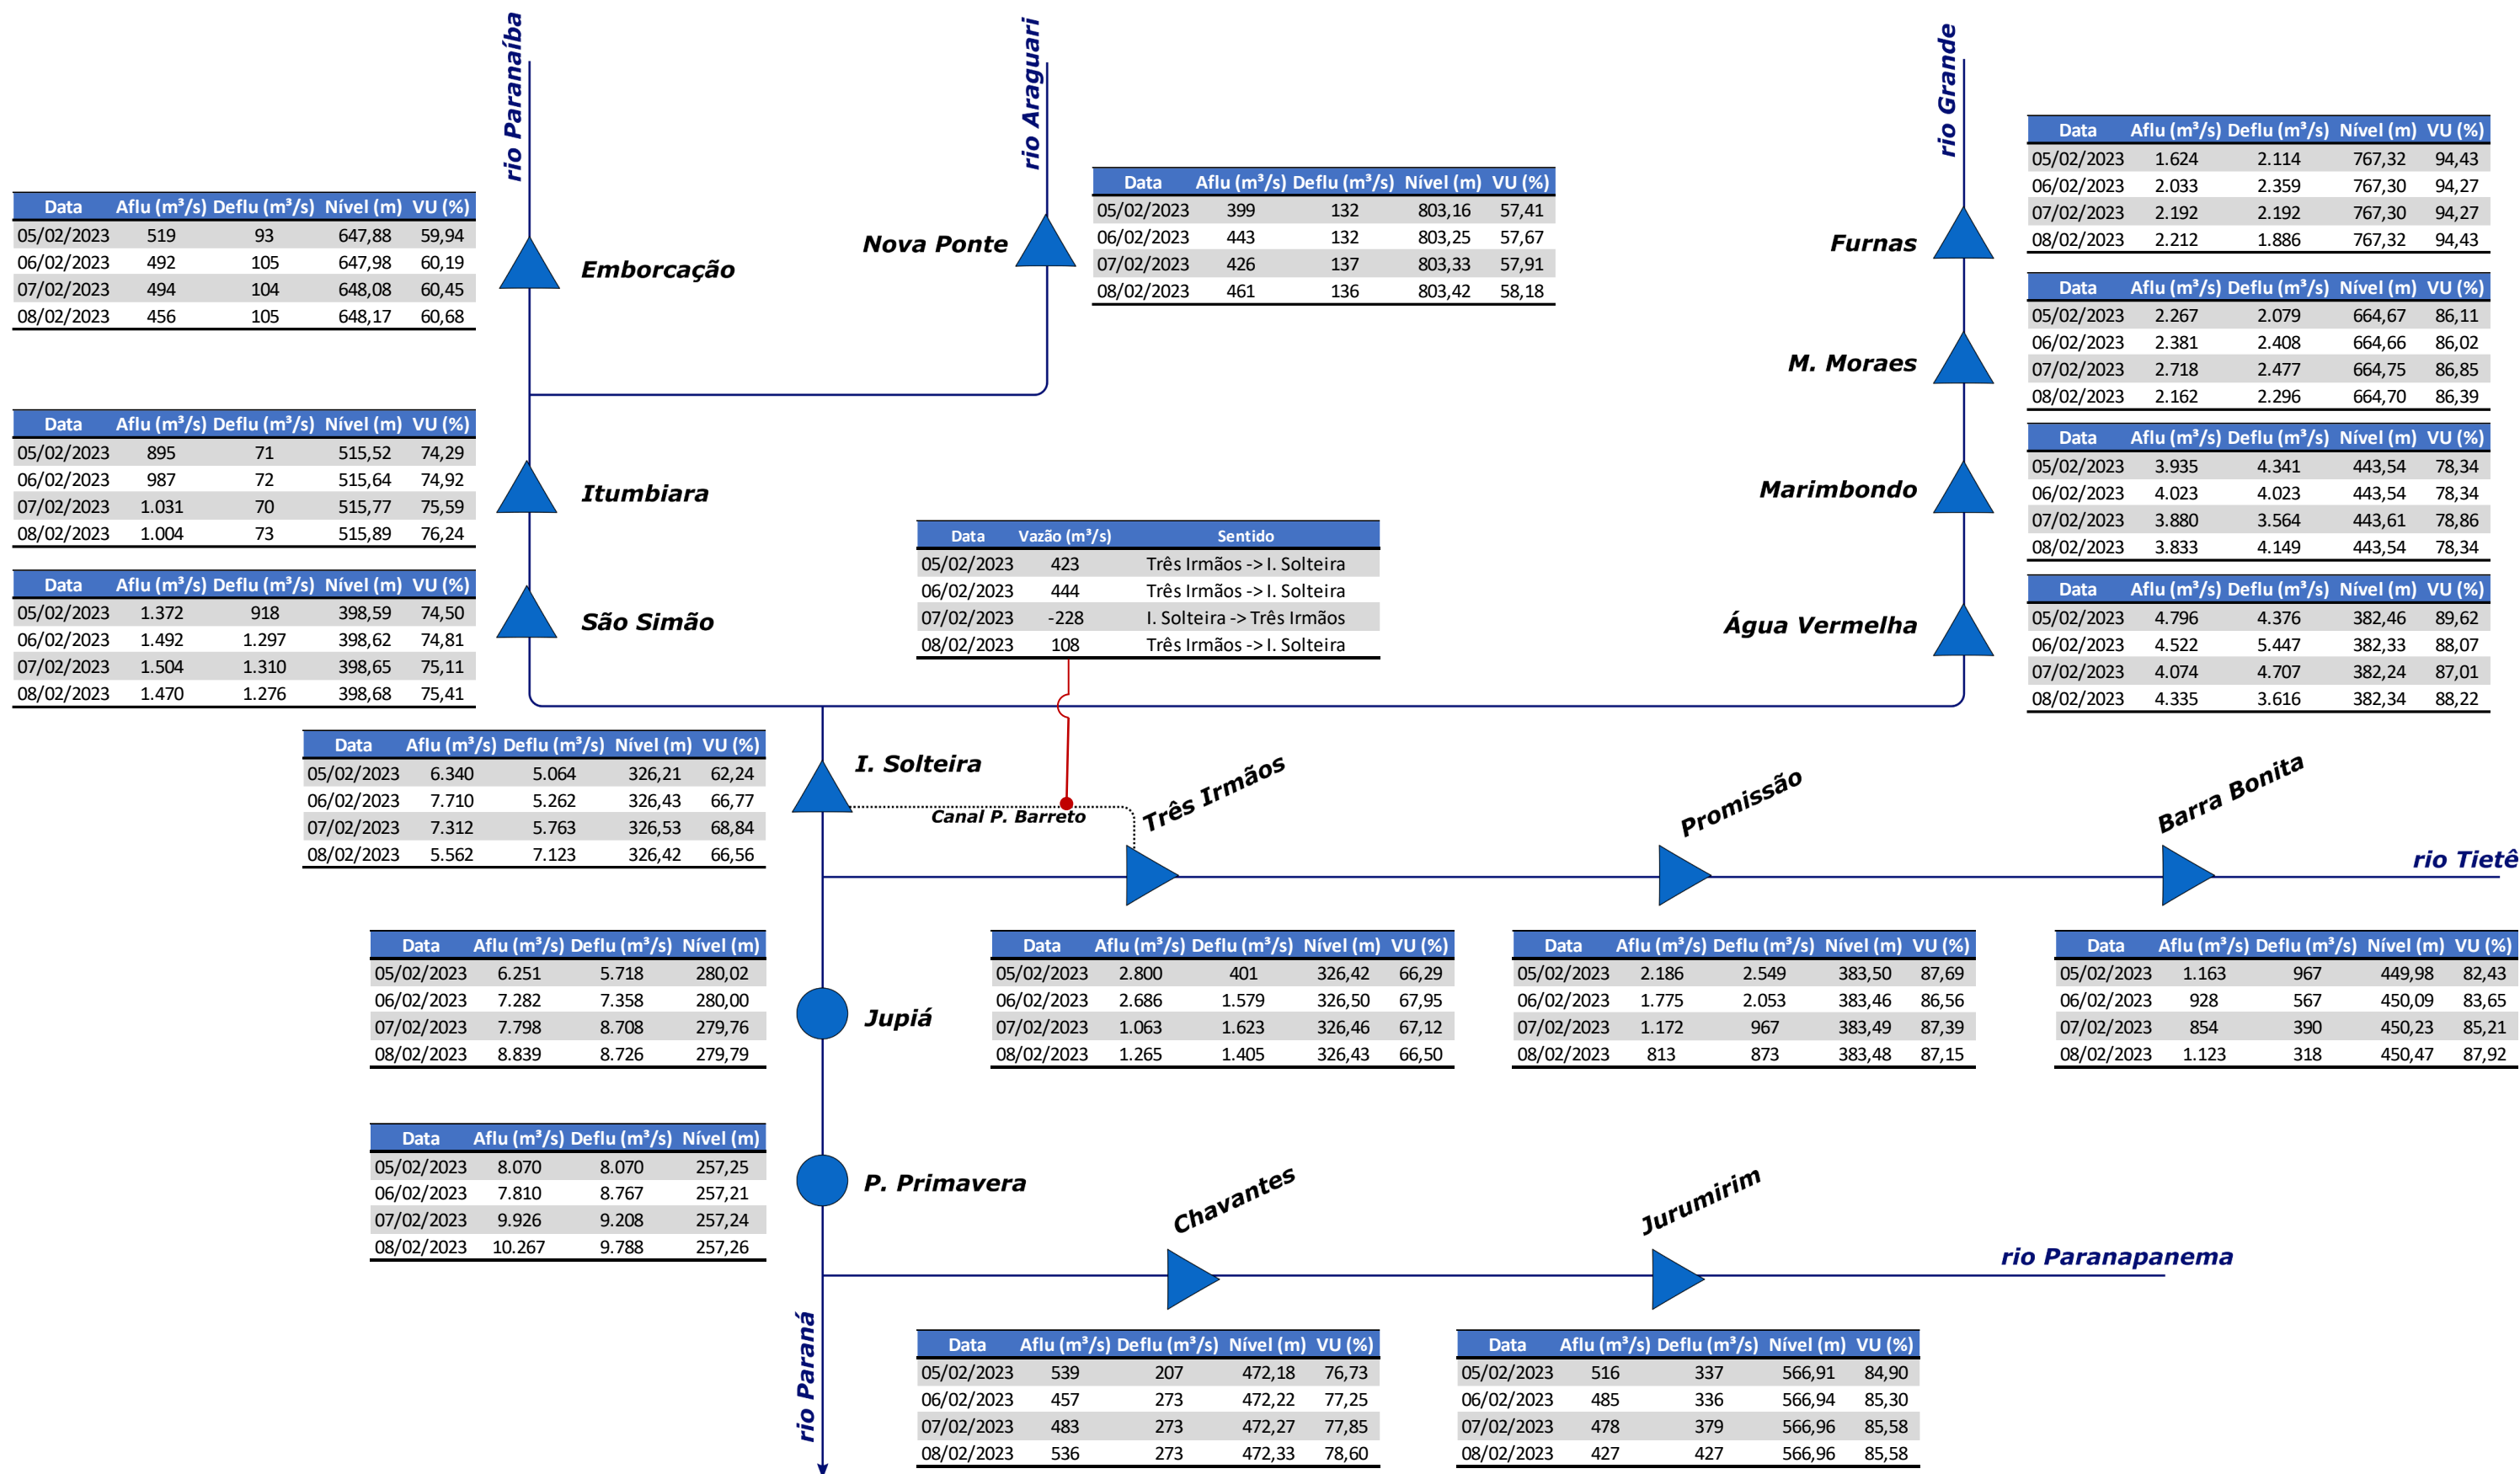 rio Paranaíba
rio Araguari
rio Grande
Data Aflu (m³/s) Deflu (m³/s) Nível (m) VU (%)
05/02/2023 1.624 2.114 767,32 94,43
06/02/2023 2.033 2.359 767,30 94,27
07/02/2023 2.192 2.192 767,30 94,27
08/02/2023 2.212 1.886 767,32 94,43
Furnas
Data Aflu (m³/s) Deflu (m³/s) Nível (m) VU (%)
05/02/2023 399 132 803,16 57,41
06/02/2023 443 132 803,25 57,67
07/02/2023 426 137 803,33 57,91
08/02/2023 461 136 803,42 58,18
Nova Ponte
Data Aflu (m³/s) Deflu (m³/s) Nível (m) VU (%)
05/02/2023 519 93 647,88 59,94
06/02/2023 492 105 647,98 60,19
07/02/2023 494 104 648,08 60,45
08/02/2023 456 105 648,17 60,68
Emborcação
Data Aflu (m³/s) Deflu (m³/s) Nível (m) VU (%)
05/02/2023 2.267 2.079 664,67 86,11
06/02/2023 2.381 2.408 664,66 86,02
07/02/2023 2.718 2.477 664,75 86,85
08/02/2023 2.162 2.296 664,70 86,39
M. Moraes
Data Aflu (m³/s) Deflu (m³/s) Nível (m) VU (%)
05/02/2023 895 71 515,52 74,29
06/02/2023 987 72 515,64 74,92
07/02/2023 1.031 70 515,77 75,59
08/02/2023 1.004 73 515,89 76,24
Itumbiara
Data Aflu (m³/s) Deflu (m³/s) Nível (m) VU (%)
05/02/2023 3.935 4.341 443,54 78,34
06/02/2023 4.023 4.023 443,54 78,34
07/02/2023 3.880 3.564 443,61 78,86
08/02/2023 3.833 4.149 443,54 78,34
Marimbondo
Data Vazão (m³/s) Sentido
05/02/2023 423 Três Irmãos -> I. Solteira
06/02/2023 444 Três Irmãos -> I. Solteira
07/02/2023 -228 I. Solteira -> Três Irmãos
08/02/2023 108 Três Irmãos -> I. Solteira
Data Aflu (m³/s) Deflu (m³/s) Nível (m) VU (%)
05/02/2023 1.372 918 398,59 74,50
06/02/2023 1.492 1.297 398,62 74,81
07/02/2023 1.504 1.310 398,65 75,11
08/02/2023 1.470 1.276 398,68 75,41
São Simão
Data Aflu (m³/s) Deflu (m³/s) Nível (m) VU (%)
05/02/2023 4.796 4.376 382,46 89,62
06/02/2023 4.522 5.447 382,33 88,07
07/02/2023 4.074 4.707 382,24 87,01
08/02/2023 4.335 3.616 382,34 88,22
Água Vermelha
Data Aflu (m³/s) Deflu (m³/s) Nível (m) VU (%)
05/02/2023 6.340 5.064 326,21 62,24
06/02/2023 7.710 5.262 326,43 66,77
07/02/2023 7.312 5.763 326,53 68,84
08/02/2023 5.562 7.123 326,42 66,56
I. Solteira
Canal P. Barreto
Três Irmãos
Promissão
Barra Bonita
rio Tietê
Data Aflu (m³/s) Deflu (m³/s) Nível (m)
05/02/2023 6.251 5.718 280,02
06/02/2023 7.282 7.358 280,00
07/02/2023 7.798 8.708 279,76
08/02/2023 8.839 8.726 279,79
Jupiá
Data Aflu (m³/s) Deflu (m³/s) Nível (m) VU (%)
05/02/2023 2.800 401 326,42 66,29
06/02/2023 2.686 1.579 326,50 67,95
07/02/2023 1.063 1.623 326,46 67,12
08/02/2023 1.265 1.405 326,43 66,50
Data Aflu (m³/s) Deflu (m³/s) Nível (m) VU (%)
05/02/2023 2.186 2.549 383,50 87,69
06/02/2023 1.775 2.053 383,46 86,56
07/02/2023 1.172 967 383,49 87,39
08/02/2023 813 873 383,48 87,15
Data Aflu (m³/s) Deflu (m³/s) Nível (m) VU (%)
05/02/2023 1.163 967 449,98 82,43
06/02/2023 928 567 450,09 83,65
07/02/2023 854 390 450,23 85,21
08/02/2023 1.123 318 450,47 87,92
Data Aflu (m³/s) Deflu (m³/s) Nível (m)
05/02/2023 8.070 8.070 257,25
06/02/2023 7.810 8.767 257,21
07/02/2023 9.926 9.208 257,24
08/02/2023 10.267 9.788 257,26
P. Primavera
Chavantes
Jurumirim
rio Paranapanema
rio Paraná
Data Aflu (m³/s) Deflu (m³/s) Nível (m) VU (%)
05/02/2023 539 207 472,18 76,73
06/02/2023 457 273 472,22 77,25
07/02/2023 483 273 472,27 77,85
08/02/2023 536 273 472,33 78,60
Data Aflu (m³/s) Deflu (m³/s) Nível (m) VU (%)
05/02/2023 516 337 566,91 84,90
06/02/2023 485 336 566,94 85,30
07/02/2023 478 379 566,96 85,58
08/02/2023 427 427 566,96 85,58